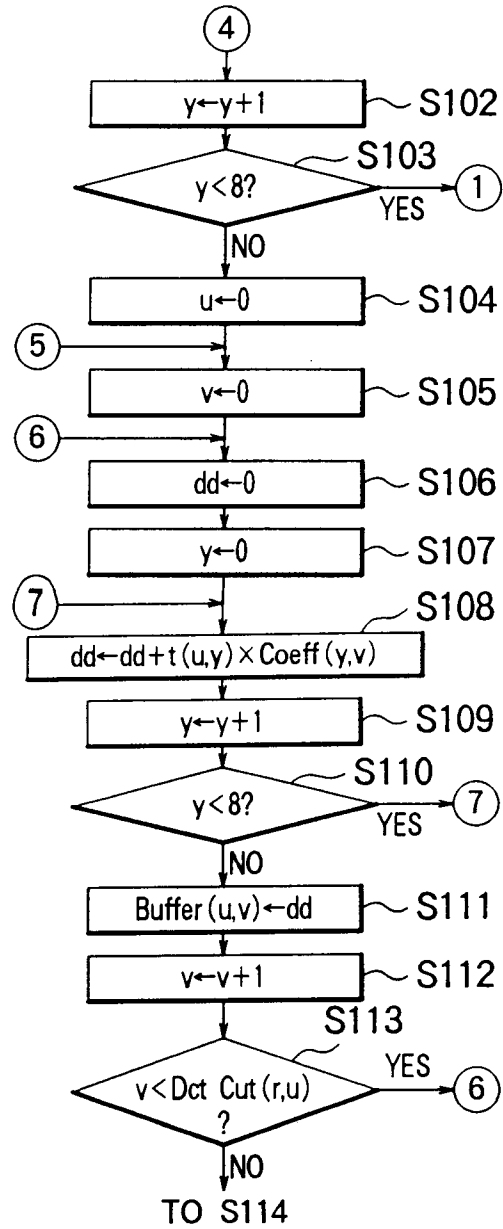 4
y←y+1 S102
S103
y<8? YES 1
NO
u←0 S104
5
v←0 S105
6
dd←0 S106
y←0 S107
7
S108
dd←dd+t(u,y)×Coeff(y,v)
y←y+1 S109
S110
y<8? YES 7
NO
Buffer(u,v)←dd S111
v←v+1 S112
S113
v<Dct Cut(r,u) YES 6
?
NO
TO S114